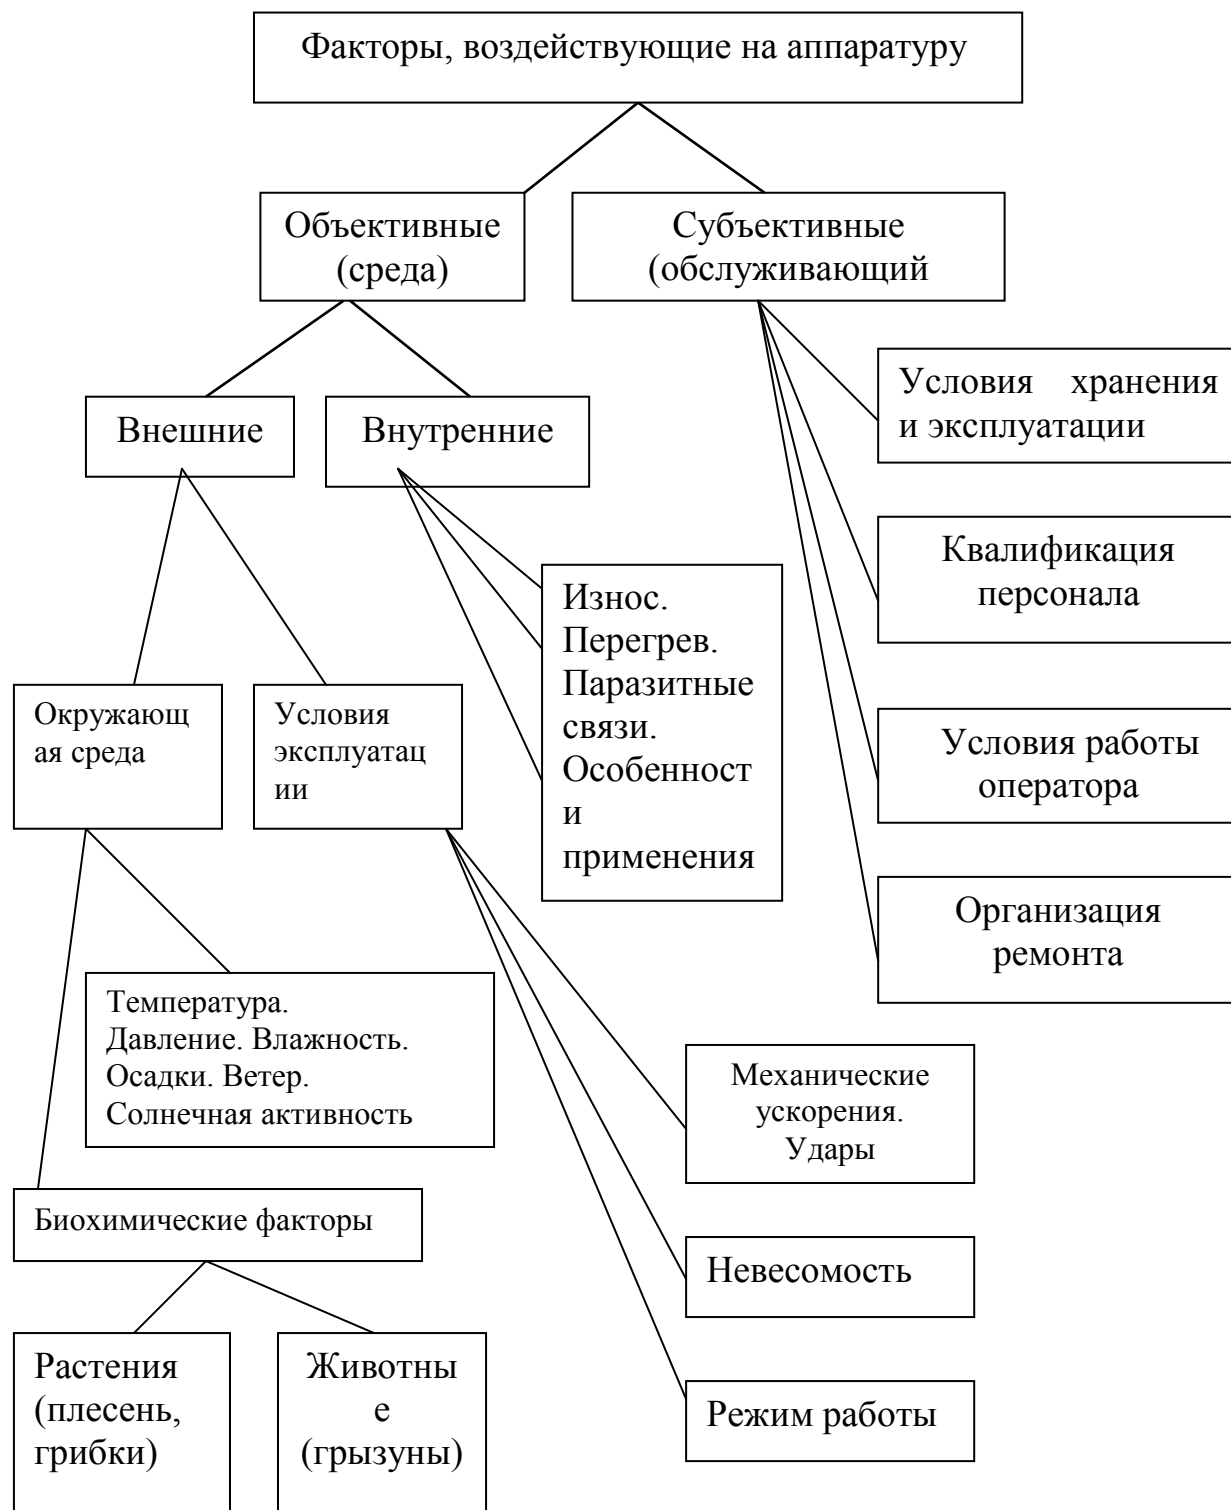 Факторы, воздействующие на аппаратуру
Объективные
(среда)
Субъективные
(обслуживающий
Внешние
Внутренние
Условия хранения
и эксплуатации
Квалификация
персонала
Износ.
Перегрев.
Паразитные
связи.
Особенност
и
применения
Окружающ
ая среда
Условия
эксплуатац
ии
Условия работы
оператора
Организация
ремонта
Температура.
Давление. Влажность.
Осадки. Ветер.
Солнечная активность
Механические
ускорения.
Удары
Биохимические факторы
Невесомость
Растения
(плесень,
грибки)
Животны
е
(грызуны)
Режим работы